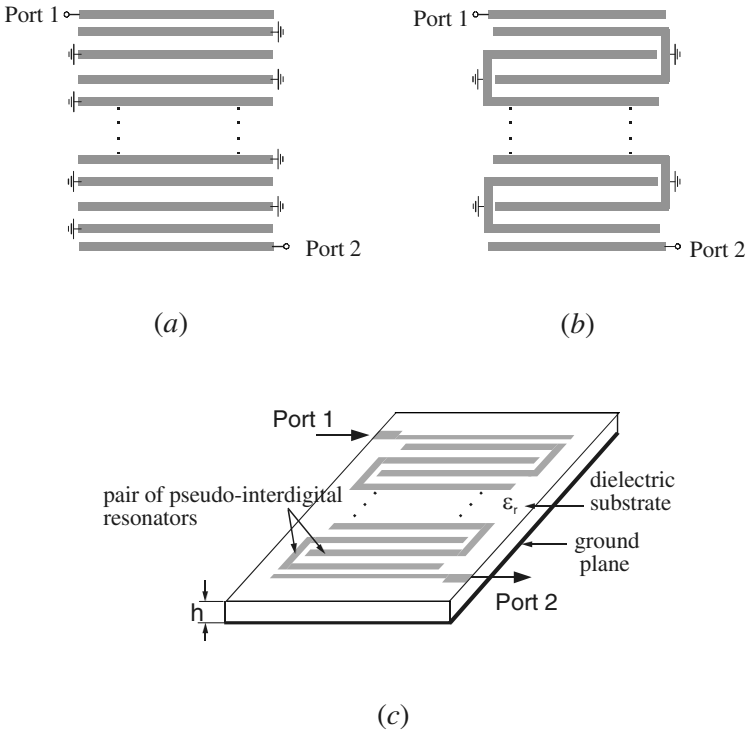 Port 1
Port 1
Port 2
Port 2
(a)
(b)
Port 1
pair of pseudo-interdigital
resonators
εr
dielectric
substrate
ground
plane
Port 2
h
(c)